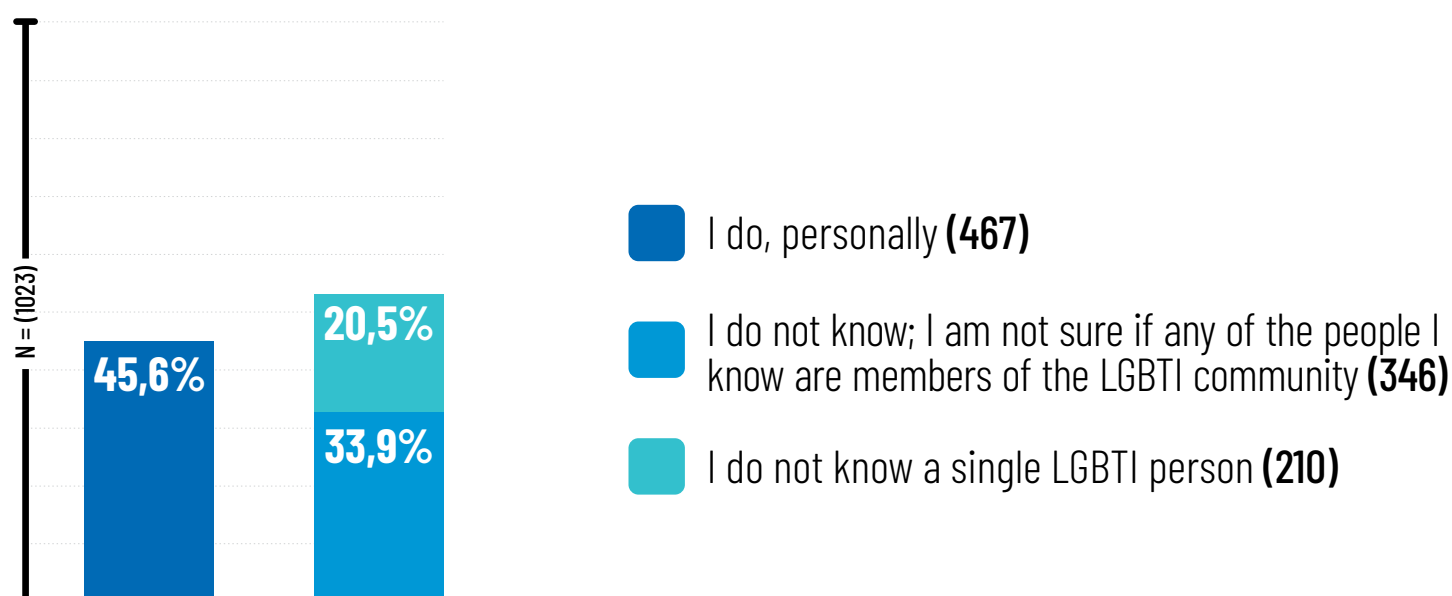 N = (1023)
45,6%
20,5%
33,9%
I do, personally (467)
I do not know; I am not sure if any of the people I
know are members of the LGBTI community (346)
I do not know a single LGBTI person (210)